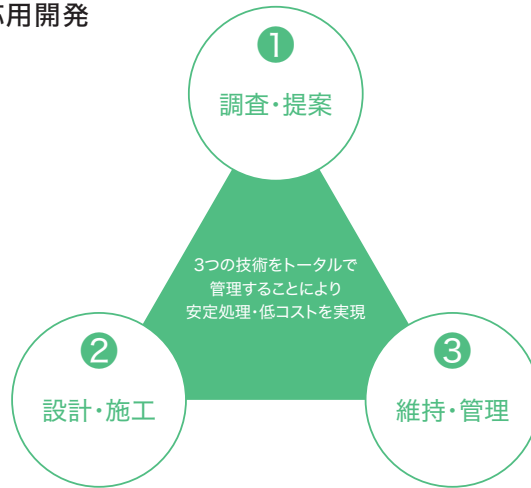 応用開発
1
調査・提案
3つの技術をトータルで
管理することにより
安定処理・低コストを実現
2
設計・施工
3
維持・管理